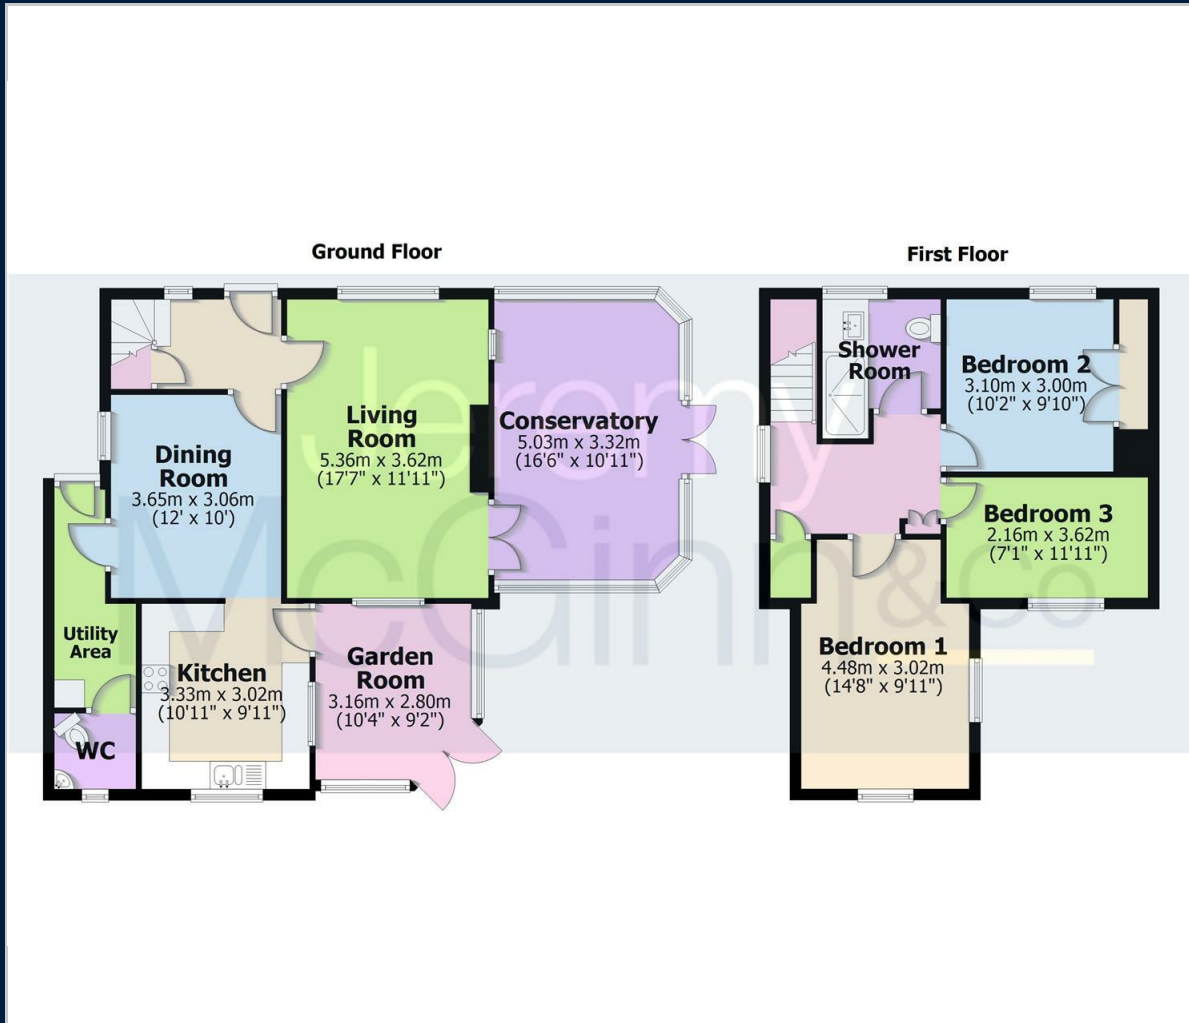 Ground Floor
Living
Room
5.36m x 3.62m
(17'7" x 11'11")
Conservatory
5.03m x 3.32m
(16'6" x 10'11")
Dining
Room
3.65m x 3.06m
(12' x 10')
Utility
Area
Kitchen
3.33m x 3.02m
(10'11" x 9'11")
Garden
Room
3.16m x 2.80m
(10'4" x 9'2")
WC
First Floor
Shower
Room
Bedroom 2
3.10m x 3.00m
(10'2" x 9'10")
Bedroom 3
2.16m x 3.62m
(7'1" x 11'11")
Bedroom 1
4.48m x 3.02m
(14'8" x 9'11")
Jeremy
McGinn & Co